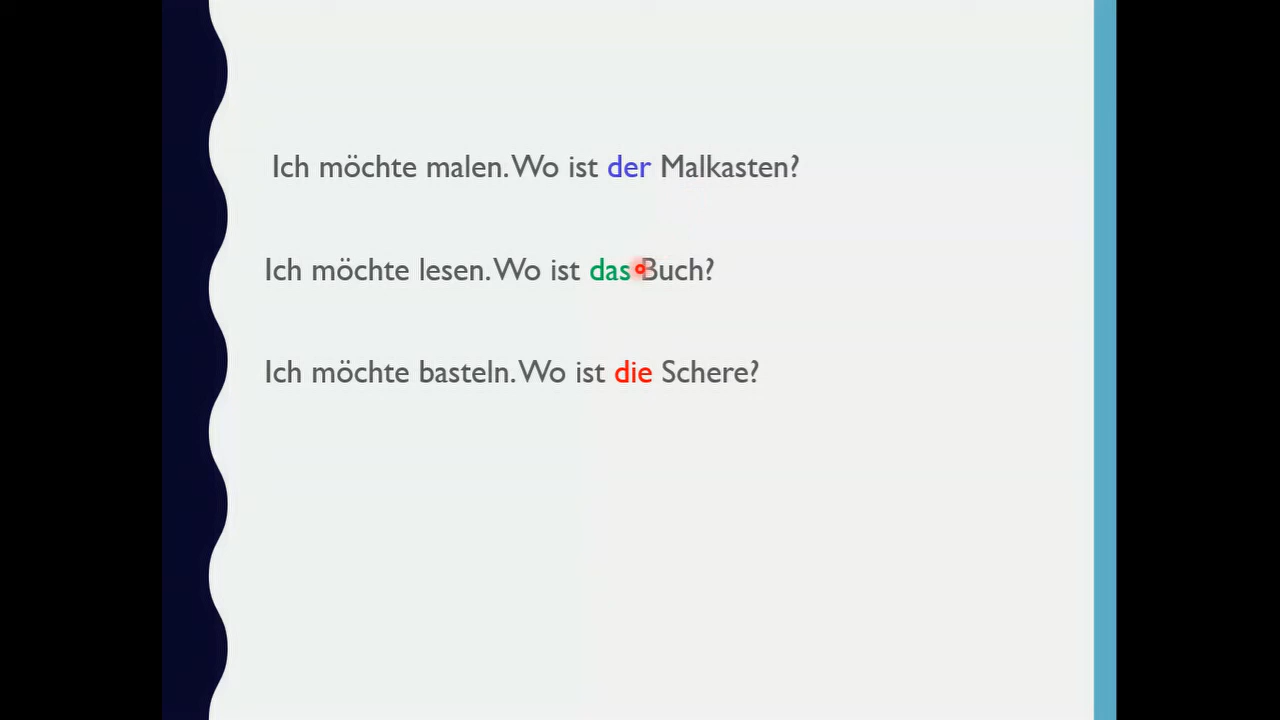 Ich möchte malen. Wo ist der Malkasten?
Ich möchte lesen. Wo ist das Buch?
Ich möchte basteln. Wo ist die Schere?